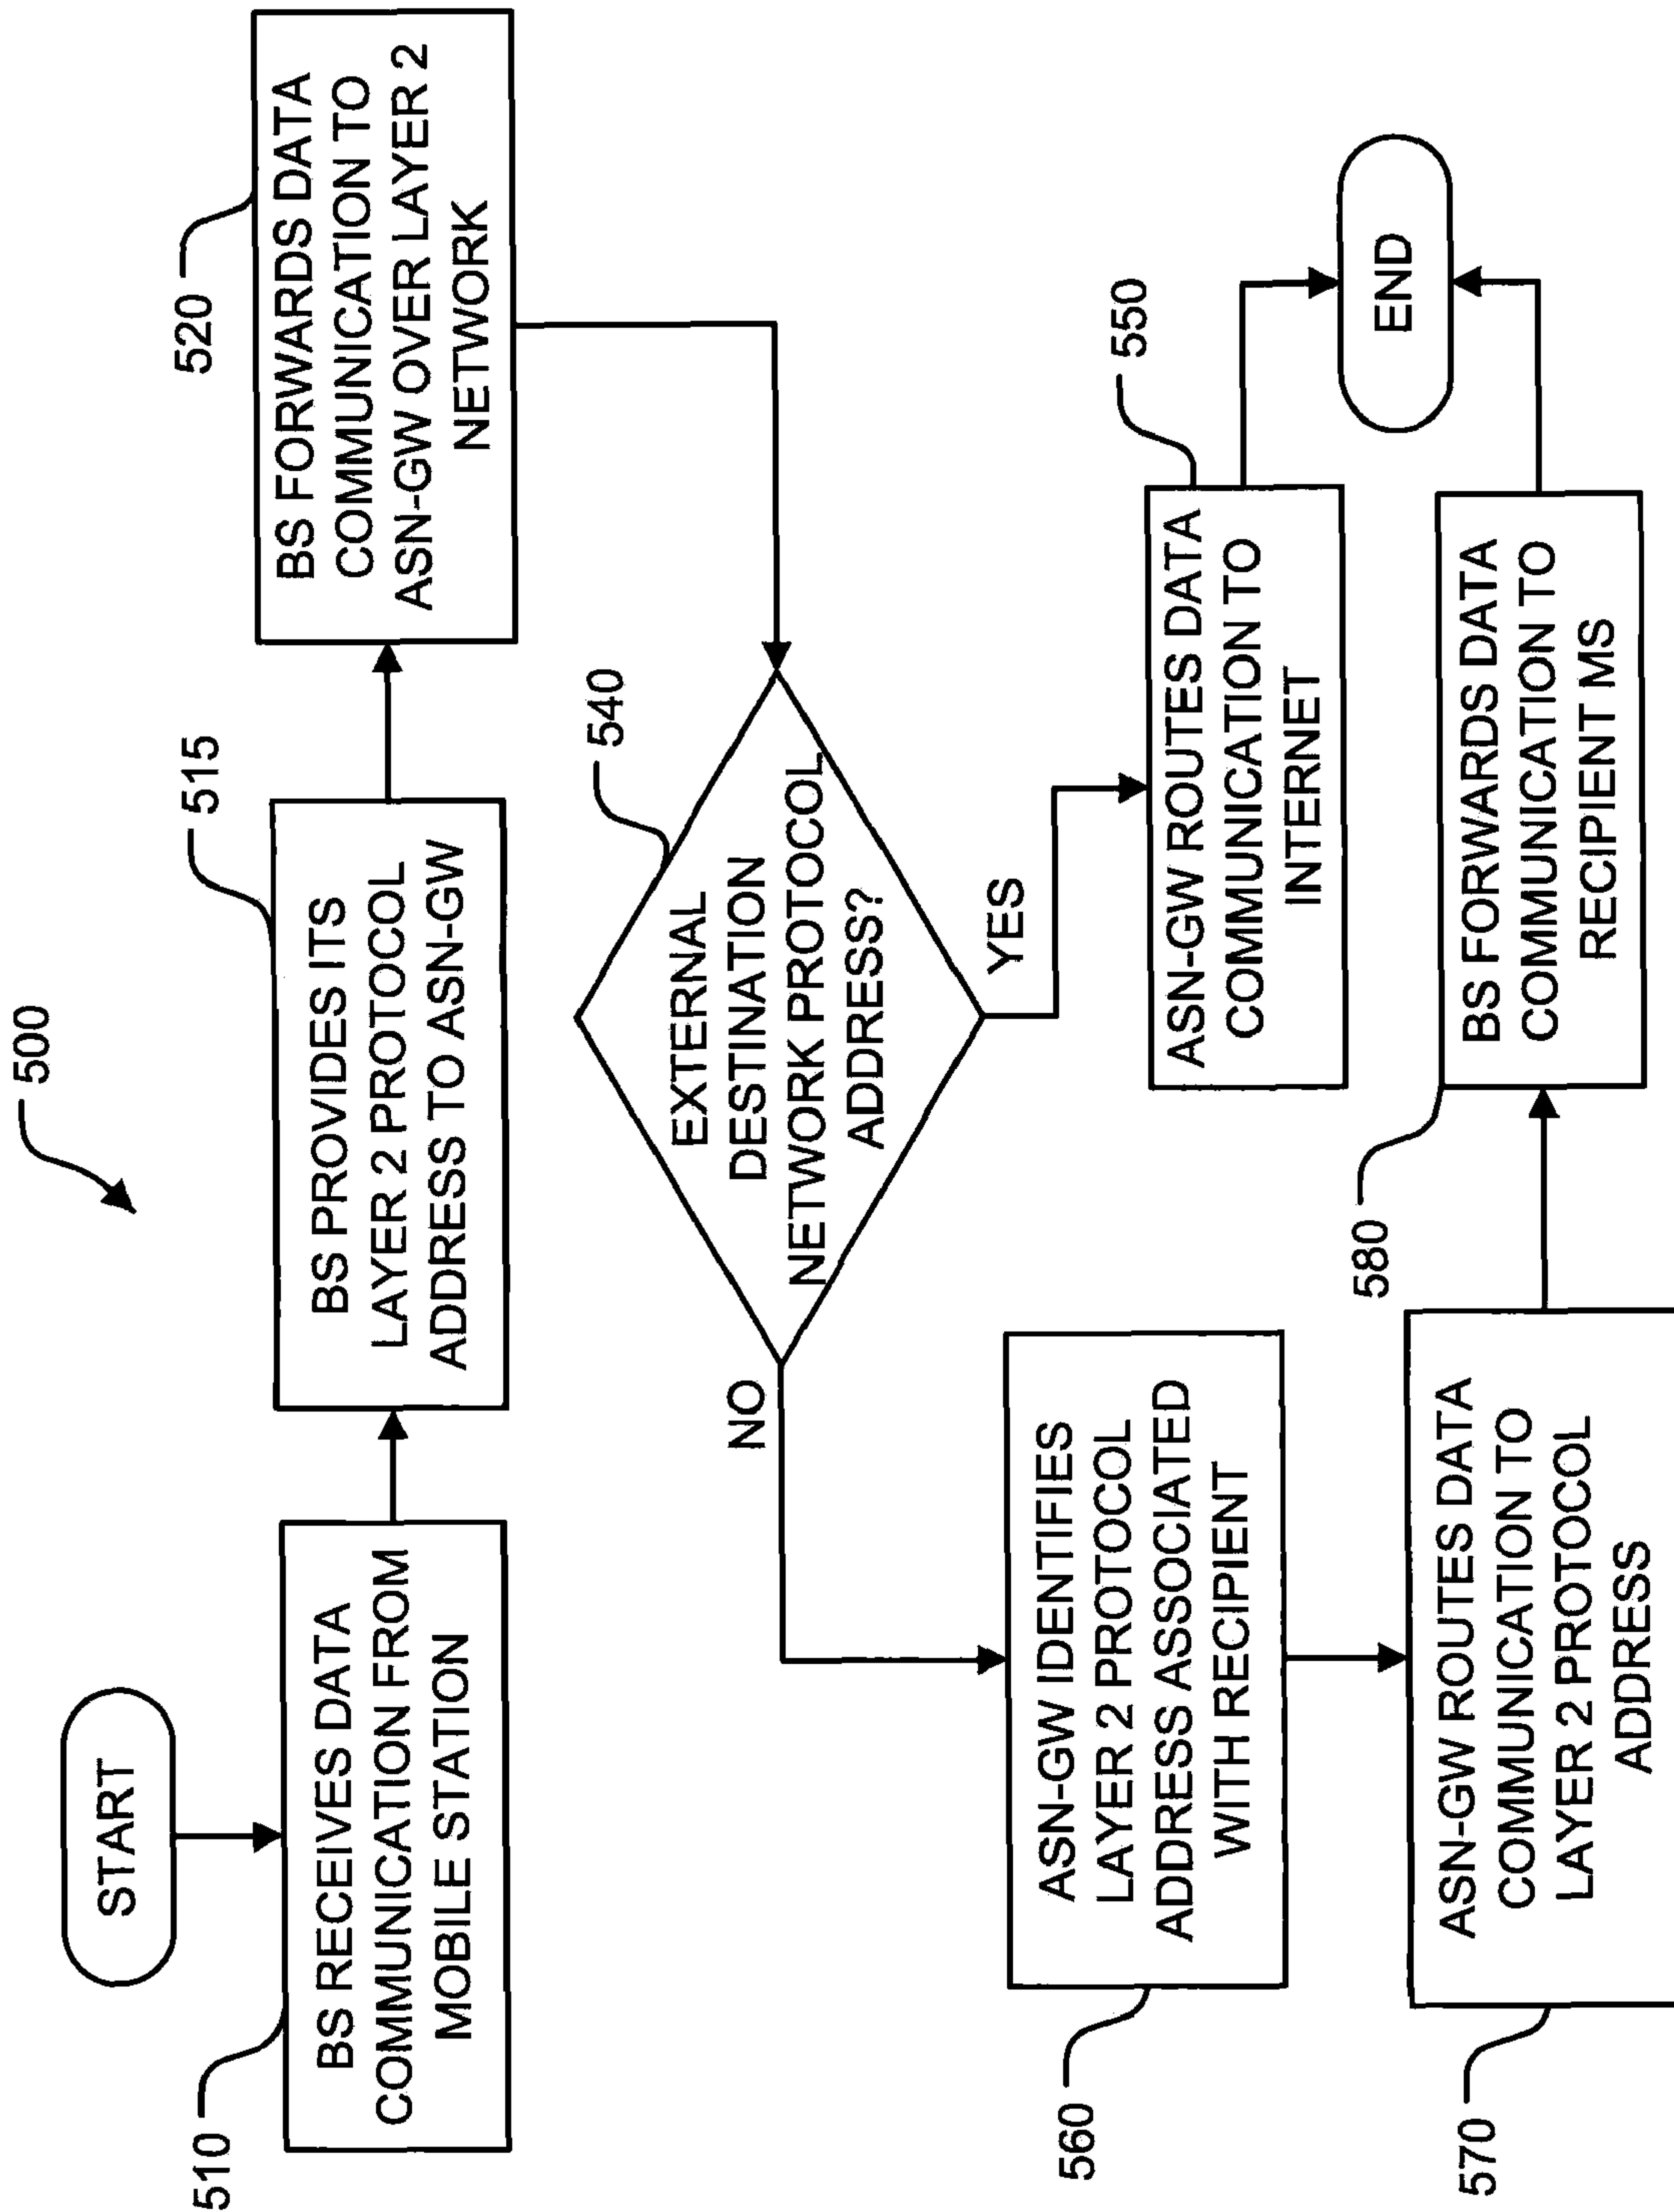 500
START
510
BS RECEIVES DATA
COMMUNICATION FROM
MOBILE STATION
515
BS PROVIDES ITS
LAYER 2 PROTOCOL
ADDRESS TO ASN-GW
520
BS FORWARDS DATA
COMMUNICATION TO
ASN-GW OVER LAYER 2
NETWORK
540
EXTERNAL
DESTINATION
NETWORK PROTOCOL
ADDRESS?
NO
YES
550
ASN-GW ROUTES DATA
COMMUNICATION TO
INTERNET
560
ASN-GW IDENTIFIES
LAYER 2 PROTOCOL
ADDRESS ASSOCIATED
WITH RECIPIENT
570
ASN-GW ROUTES DATA
COMMUNICATION TO
LAYER 2 PROTOCOL
ADDRESS
580
BS FORWARDS DATA
COMMUNICATION TO
RECIPIENT MS
END